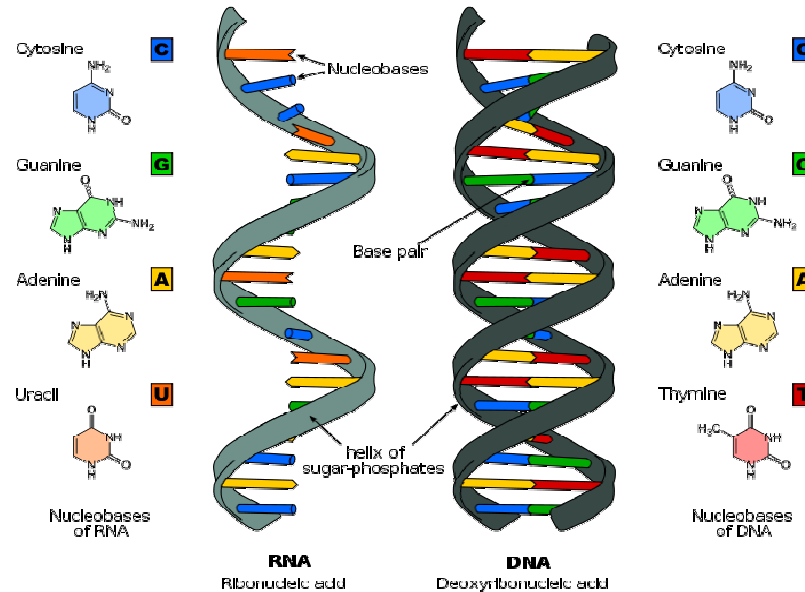 Cytosine
C
NH₂
N
N
H
O
Guanine
G
O
N
NH
N
H
N
NH₂
Adenine
A
H₂N
N
N
N
H
N
Uracil
U
O
NH
N
H
O
Nucleobases
of RNA
Nucleobases
Base pair
helix of
sugar-phosphates
RNA
Ribonucleic acid
DNA
Deoxyribonucleic acid
Cytosine
C
NH₂
N
N
H
O
Guanine
G
O
N
NH
N
H
N
NH₂
Adenine
A
H₂N
N
N
N
H
N
Thymine
T
O
H₃C
NH
N
H
O
Nucleobases
of DNA